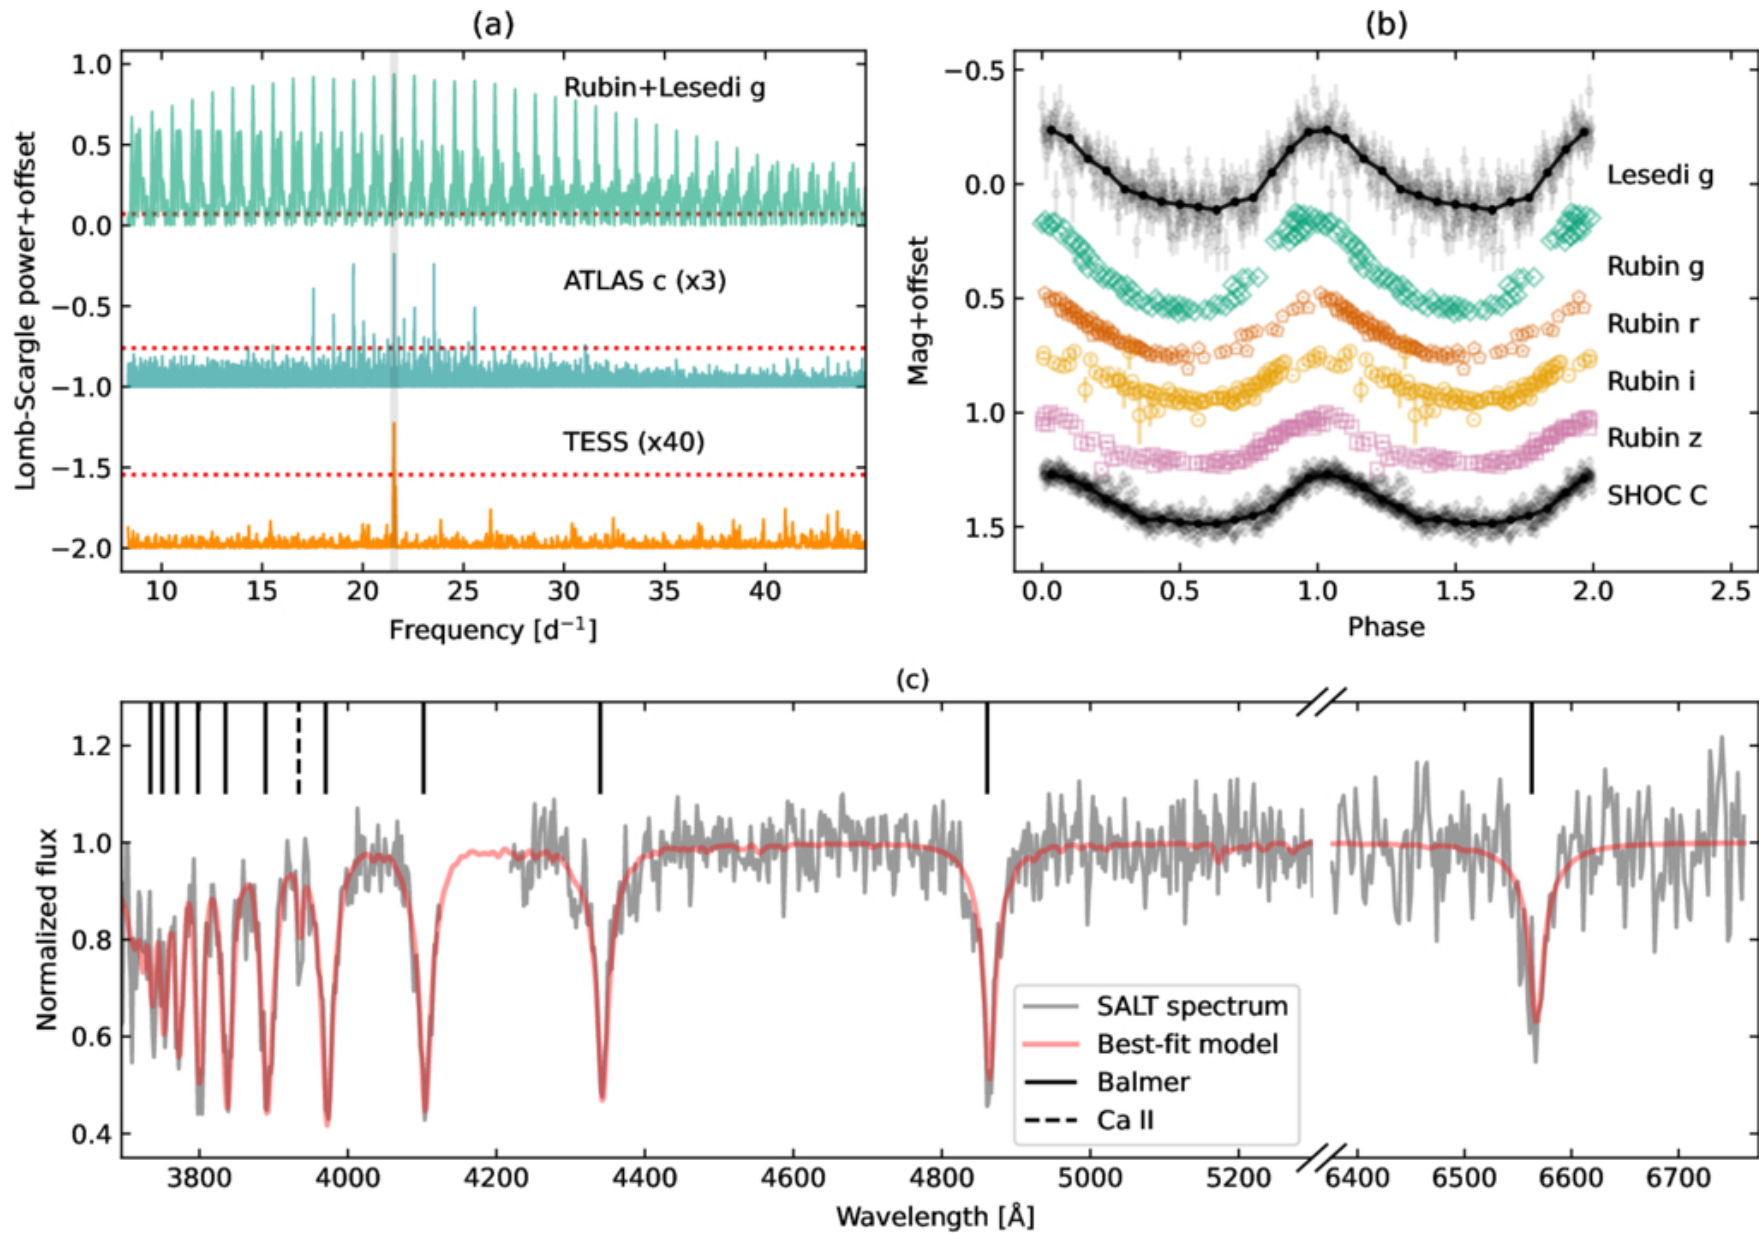 (a)
Lomb-Scargle power+offset
1.0
0.5
0.0
−0.5
−1.0
−1.5
−2.0
Rubin+Lesedi g
ATLAS c (x3)
TESS (x40)
10 15 20 25 30 35 40
Frequency [d⁻¹]
(b)
Mag+offset
−0.5
0.0
0.5
1.0
1.5
Lesedi g
Rubin g
Rubin r
Rubin i
Rubin z
SHOC C
0.0 0.5 1.0 1.5 2.0 2.5
Phase
(c)
Normalized flux
1.2
1.0
0.8
0.6
0.4
SALT spectrum
Best-fit model
Balmer
Ca II
3800 4000 4200 4400 4600 4800 5000 5200 6400 6500 6600 6700
Wavelength [Å]